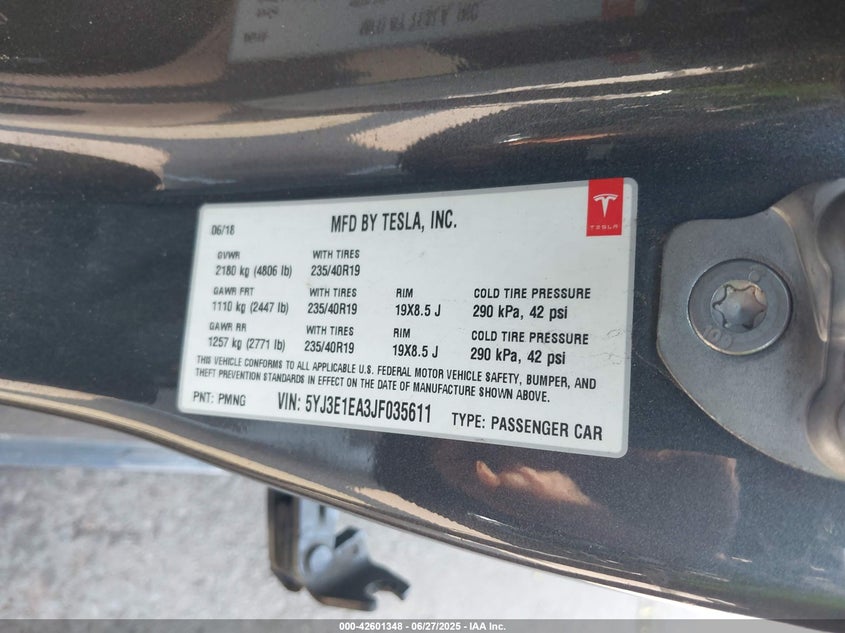 06/18 MFD BY TESLA, INC.
TESLA
GVWR WITH TIRES
2180 kg (4806 lb) 235/40R19
GAWR FRT WITH TIRES RIM COLD TIRE PRESSURE
1110 kg (2447 lb) 235/40R19 19X8.5 J 290 kPa, 42 psi
GAWR RR WITH TIRES RIM COLD TIRE PRESSURE
1257 kg (2771 lb) 235/40R19 19X8.5 J 290 kPa, 42 psi
THIS VEHICLE CONFORMS TO ALL APPLICABLE U.S. FEDERAL MOTOR VEHICLE SAFETY, BUMPER, AND
THEFT PREVENTION STANDARDS IN EFFECT ON THE DATE OF MANUFACTURE SHOWN ABOVE.
PNT: PMNG VIN: 5YJ3E1EA3JF035611 TYPE: PASSENGER CAR
000-42601348 - 06/27/2025 - IAA Inc.